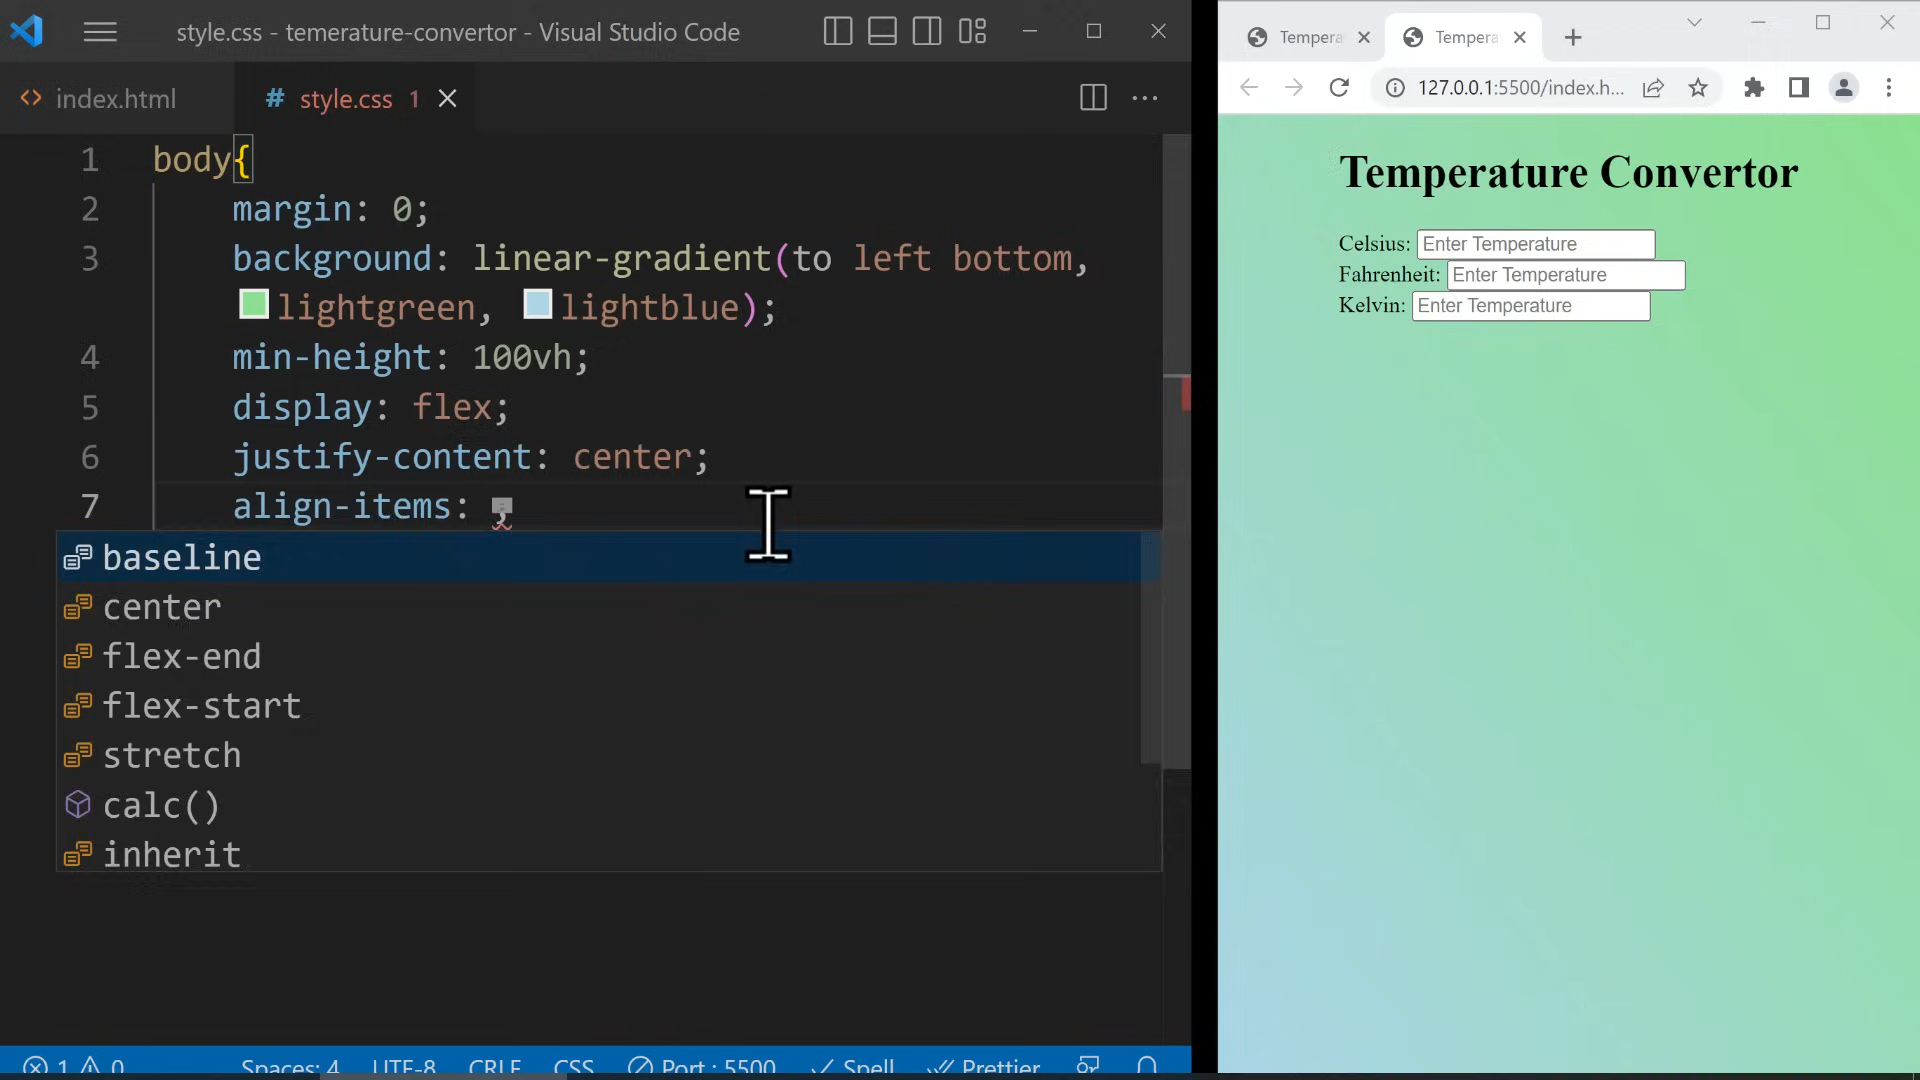 style.css - temerature-convertor - Visual Studio Code
index.html
# style.css 1
1 body{
2 margin: 0;
3 background: linear-gradient(to left bottom,
lightgreen, lightblue);
4 min-height: 100vh;
5 display: flex;
6 justify-content: center;
7 align-items: ;
baseline
center
flex-end
flex-start
stretch
calc()
inherit
1 0 Spaces: 4 UTF-8 CRLF CSS Port : 5500 Spell Prettier
Tempera
Tempera
127.0.0.1:5500/index.h...
Temperature Convertor
Celsius: Enter Temperature
Fahrenheit: Enter Temperature
Kelvin: Enter Temperature